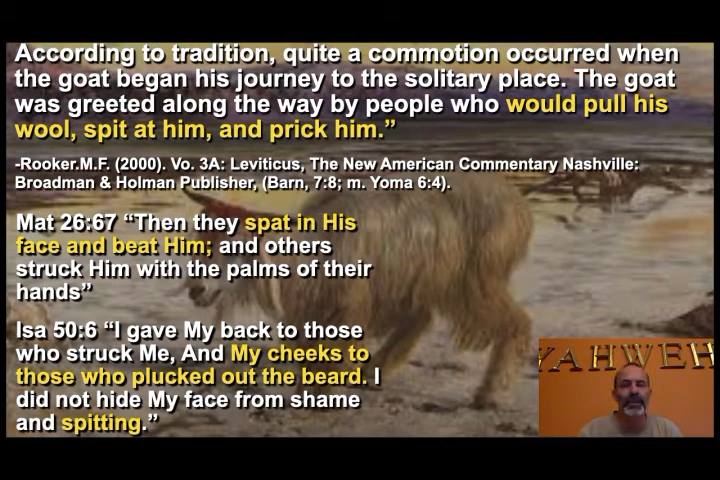 According to tradition, quite a commotion occurred when
the goat began his journey to the solitary place. The goat
was greeted along the way by people who would pull his
wool, spit at him, and prick him.”
-Rooker.M.F. (2000). Vo. 3A: Leviticus, The New American Commentary Nashville:
Broadman & Holman Publisher, (Barn, 7:8; m. Yoma 6:4).
Mat 26:67 “Then they spat in His
face and beat Him; and others
struck Him with the palms of their
hands”
Isa 50:6 “I gave My back to those
who struck Me, And My cheeks to
those who plucked out the beard. I
did not hide My face from shame
and spitting.”
YAHWEH